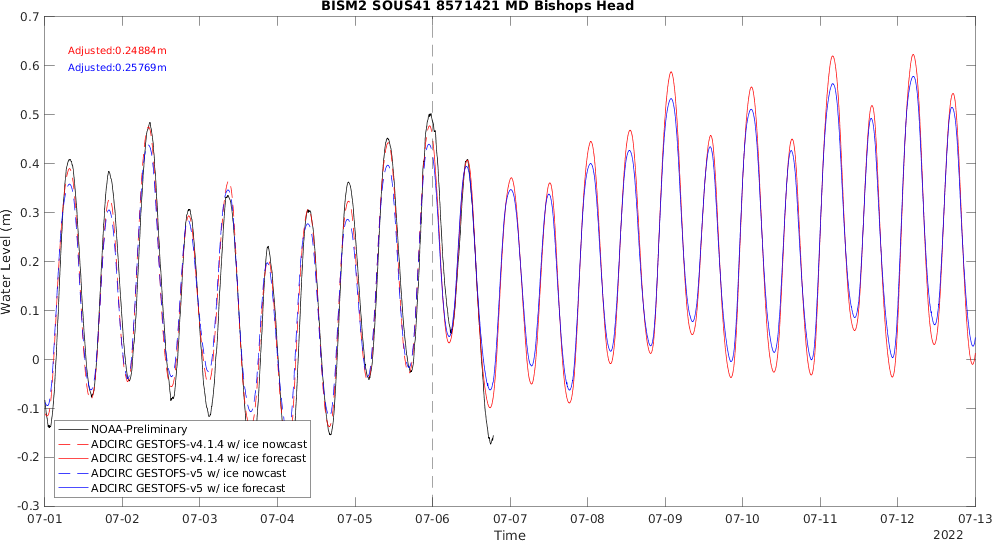 BISM2 SOUS41 8571421 MD Bishops Head
Adjusted:0.24884m
Adjusted:0.25769m
Water Level (m)
0.7
0.6
0.5
0.4
0.3
0.2
0.1
0
-0.1
-0.2
-0.3
NOAA-Preliminary
ADCIRC GESTOFS-v4.1.4 w/ ice nowcast
ADCIRC GESTOFS-v4.1.4 w/ ice forecast
ADCIRC GESTOFS-v5 w/ ice nowcast
ADCIRC GESTOFS-v5 w/ ice forecast
07-01 07-02 07-03 07-04 07-05 07-06 07-07 07-08 07-09 07-10 07-11 07-12 07-13
Time
2022